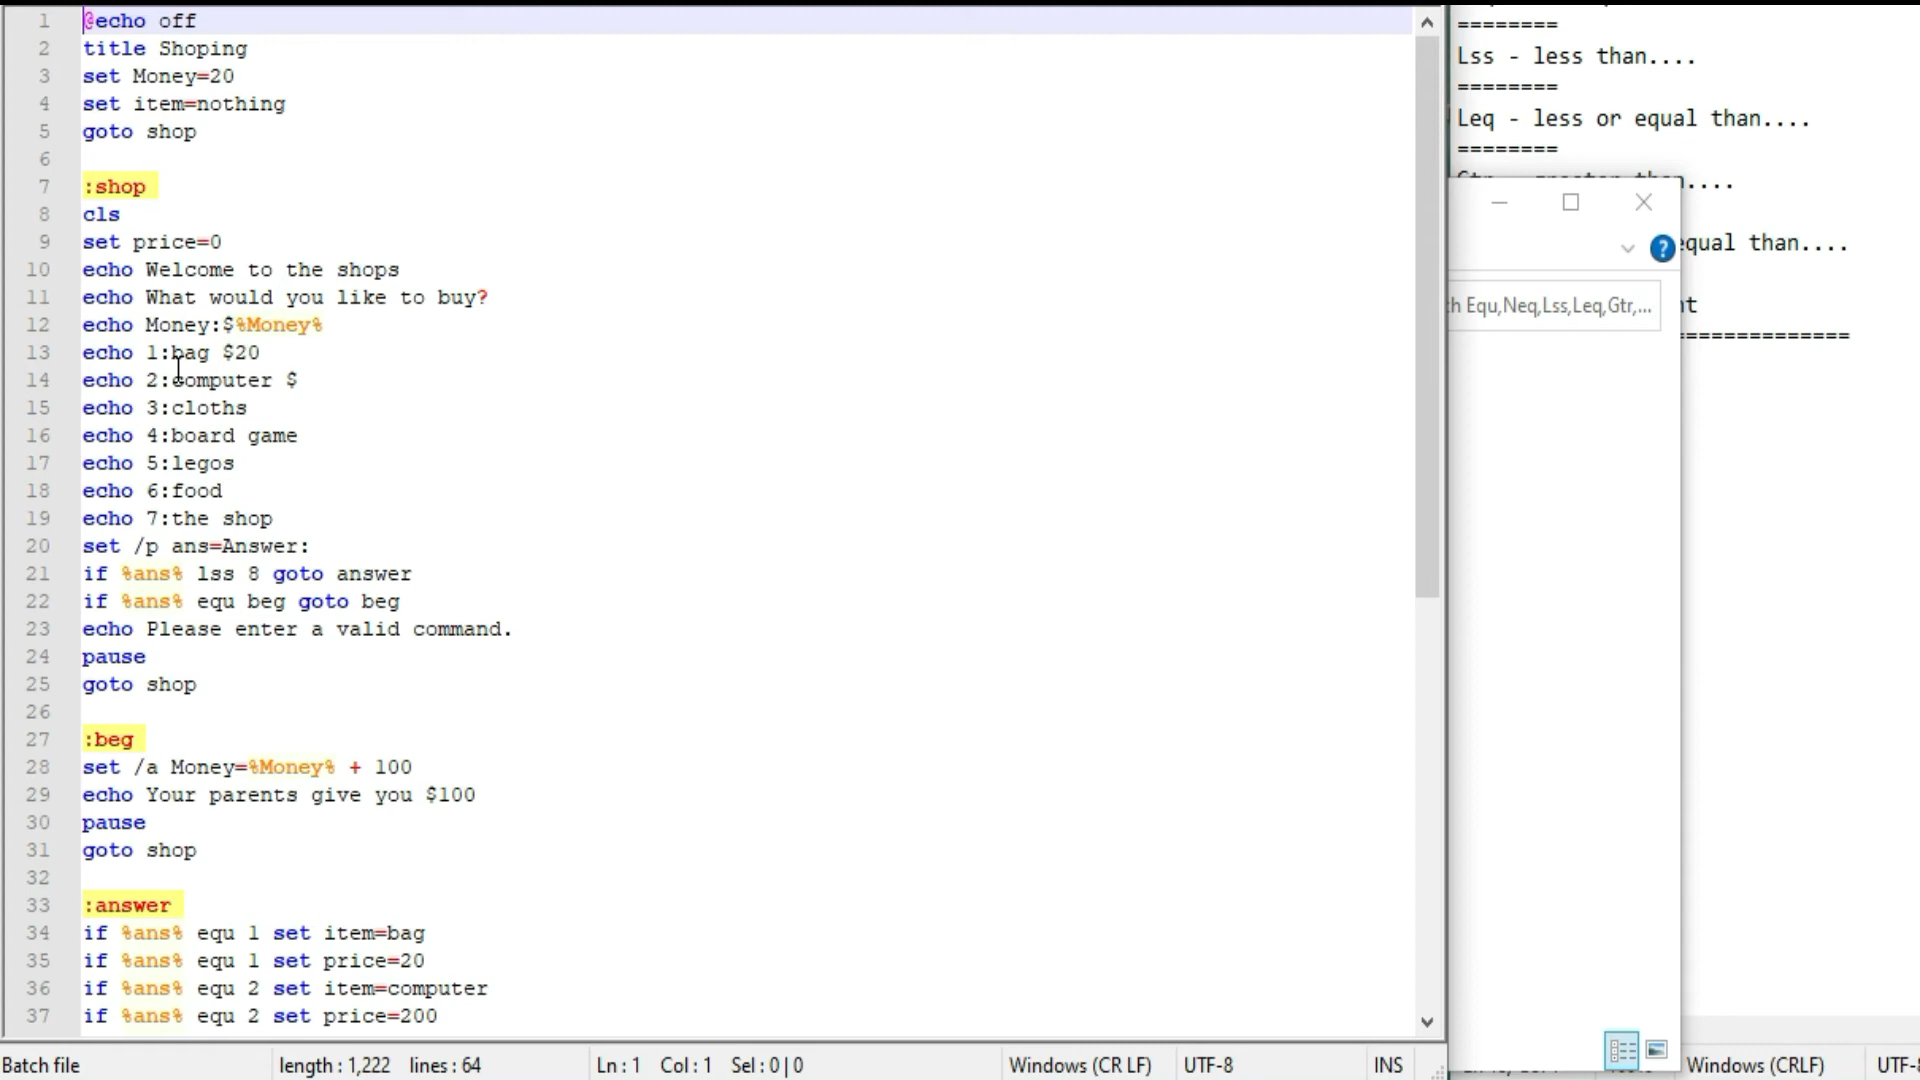 1 @echo off
2 title Shoping
3 set Money=20
4 set item=nothing
5 goto shop
6
7 :shop
8 cls
9 set price=0
10 echo Welcome to the shops
11 echo What would you like to buy?
12 echo Money:$%Money%
13 echo 1:bag $20
14 echo 2:computer $
15 echo 3:cloths
16 echo 4:board game
17 echo 5:legos
18 echo 6:food
19 echo 7:the shop
20 set /p ans=Answer:
21 if %ans% lss 8 goto answer
22 if %ans% equ beg goto beg
23 echo Please enter a valid command.
24 pause
25 goto shop
26
27 :beg
28 set /a Money=%Money% + 100
29 echo Your parents give you $100
30 pause
31 goto shop
32
33 :answer
34 if %ans% equ 1 set item=bag
35 if %ans% equ 1 set price=20
36 if %ans% equ 2 set item=computer
37 if %ans% equ 2 set price=200
Batch file length : 1,222 lines : 64 Ln : 1 Col : 1 Sel : 0 | 0 Windows (CR LF) UTF-8 INS
========
Lss - less than....
========
Leq - less or equal than....
========
....
equal than....
Equ,Neq,Lss,Leq,Gtr,...
==============
Windows (CRLF) UTF-8